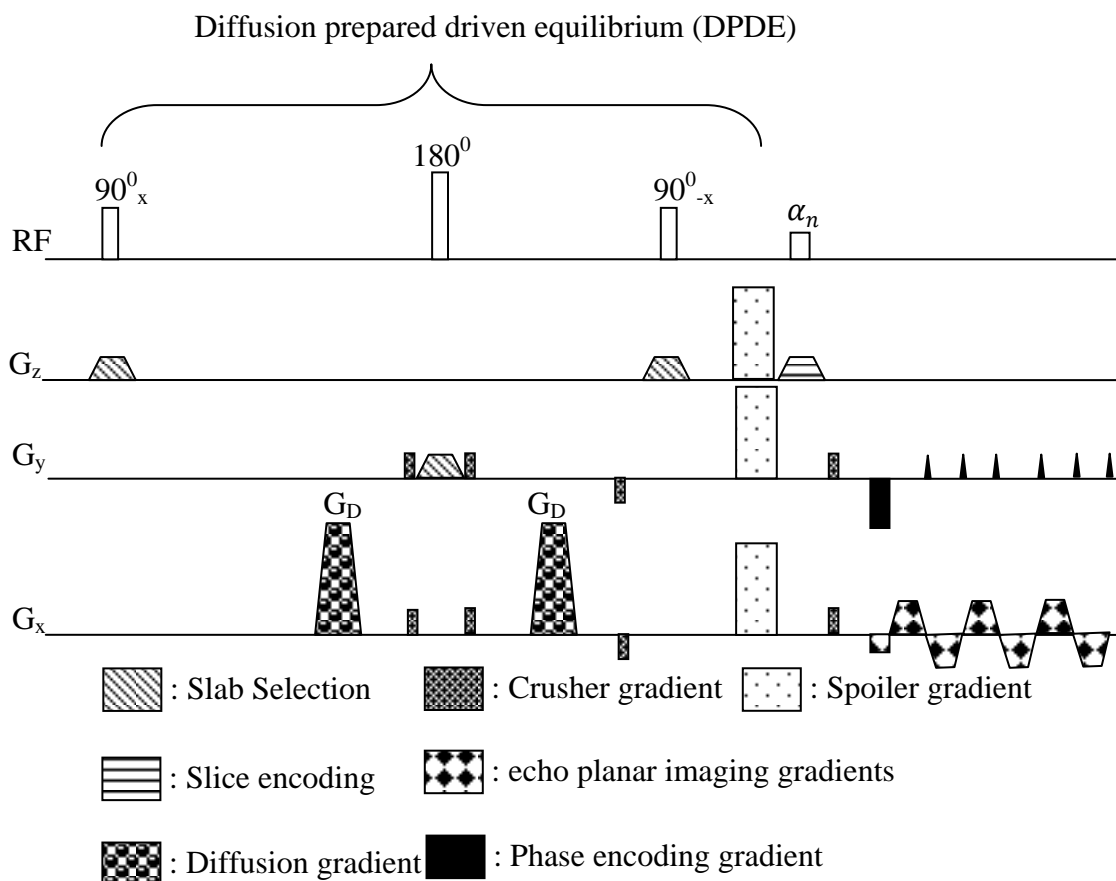 Diffusion prepared driven equilibrium (DPDE)
90⁰ₓ
180⁰
90⁰₋ₓ
αₙ
RF
G_z
G_y
G_D G_D
G_x
: Slab Selection : Crusher gradient : Spoiler gradient
: Slice encoding : echo planar imaging gradients
: Diffusion gradient : Phase encoding gradient